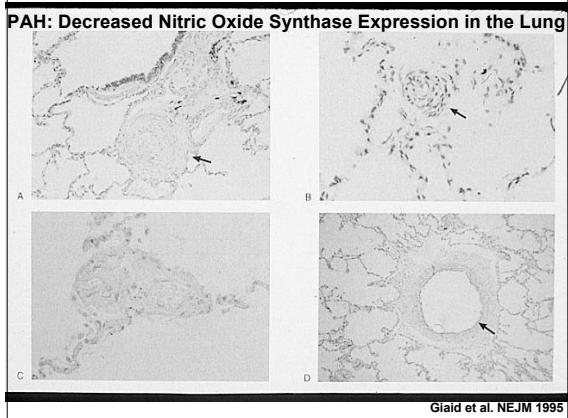 PAH: Decreased Nitric Oxide Synthase Expression in the Lung
A
B
C
D
Giaid et al. NEJM 1995